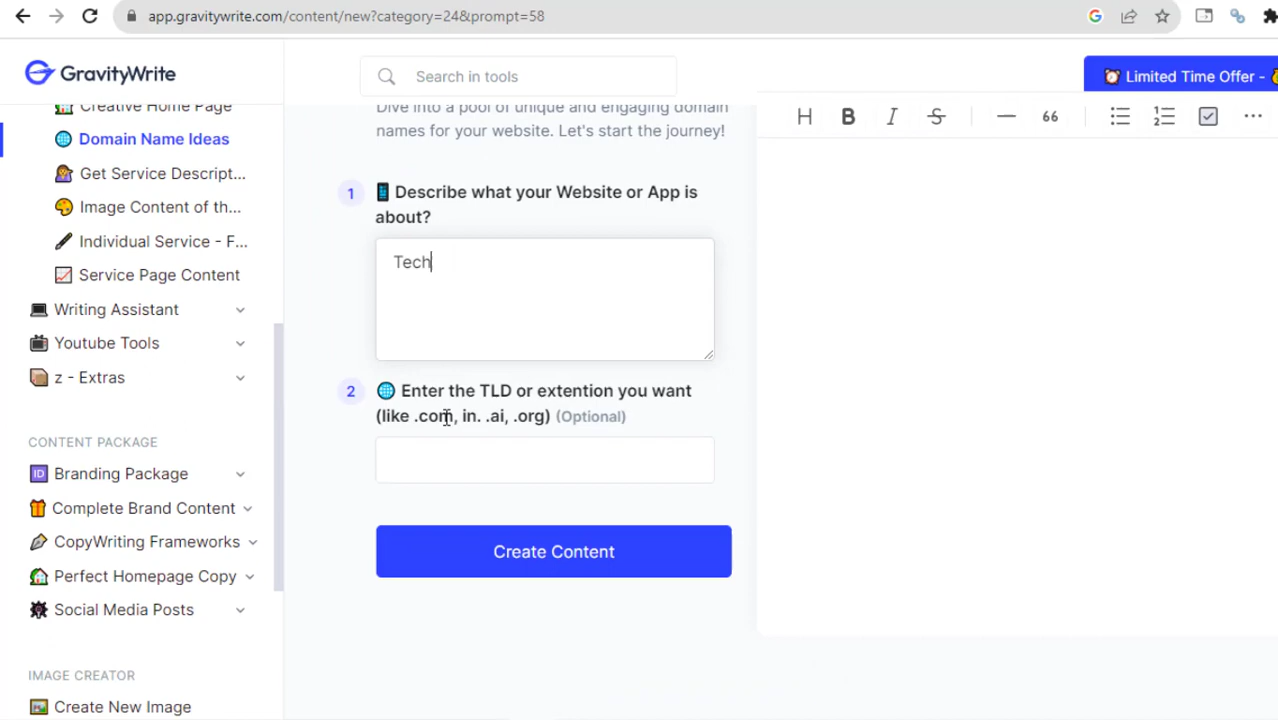 app.gravitywrite.com/content/new?category=24&prompt=58
GravityWrite
Search in tools
Limited Time Offer -
Creative Home Page
Domain Name Ideas
Get Service Descript...
Image Content of th...
Individual Service - F...
Service Page Content
Writing Assistant
Youtube Tools
z - Extras
CONTENT PACKAGE
Branding Package
Complete Brand Content
CopyWriting Frameworks
Perfect Homepage Copy
Social Media Posts
IMAGE CREATOR
Create New Image
Dive into a pool of unique and engaging domain
names for your website. Let's start the journey!
1 Describe what your Website or App is
about?
Tech
2 Enter the TLD or extention you want
(like .com, in. .ai, .org) (Optional)
Create Content
H B I S 66